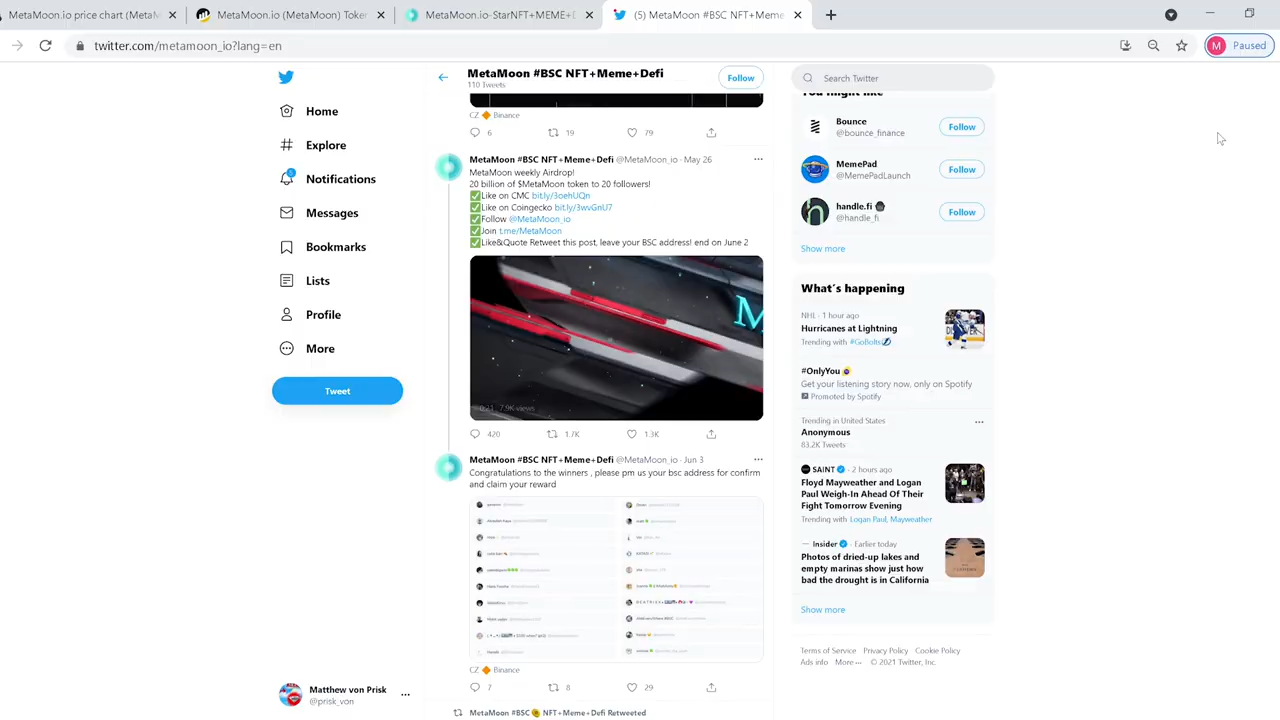 MetaMoon.io price chart (MetaM
MetaMoon.io (MetaMoon) Token
MetaMoon.io-StarNFT+MEME+D
(5) MetaMoon #BSC NFT+Meme
twitter.com/metamoon_io?lang=en
M Paused
MetaMoon #BSC NFT+Meme+Defi
110 Tweets
Follow
Search Twitter
Home
Explore
5
Notifications
Messages
Bookmarks
Lists
Profile
More
Tweet
Matthew von Prisk
@prisk_von
CZ 🔶 Binance
6 19 79
MetaMoon #BSC NFT+Meme+Defi @MetaMoon_io · May 26
MetaMoon weekly Airdrop!
20 billion of $MetaMoon token to 20 followers!
✅Like on CMC bit.ly/3oehUQn
✅Like on Coingecko bit.ly/3wvGnU7
✅Follow @MetaMoon_io
✅Join t.me/MetaMoon
✅Like&Quote Retweet this post, leave your BSC address! end on June 2
M
0:21 7.9K views
420 1.7K 1.3K
MetaMoon #BSC NFT+Meme+Defi @MetaMoon_io · Jun 3
Congratulations to the winners , please pm us your bsc address for confirm
and claim your reward
CZ 🔶 Binance
7 8 29
MetaMoon #BSC NFT+Meme+Defi Retweeted
You might like
Bounce
@bounce_finance
Follow
MemePad
@MemePadLaunch
Follow
handle.fi
@handle_fi
Follow
Show more
What's happening
NHL · 1 hour ago
Hurricanes at Lightning
Trending with #GoBolts
#OnlyYou
Get your listening story now, only on Spotify
Promoted by Spotify
Trending in United States
Anonymous
83.2K Tweets
SAINT · 2 hours ago
Floyd Mayweather and Logan
Paul Weigh-In Ahead Of Their
Fight Tomorrow Evening
Trending with Logan Paul, Mayweather
Insider · Earlier today
Photos of dried-up lakes and
empty marinas show just how
bad the drought is in California
Show more
Terms of Service Privacy Policy Cookie Policy
Ads info More ··· © 2021 Twitter, Inc.